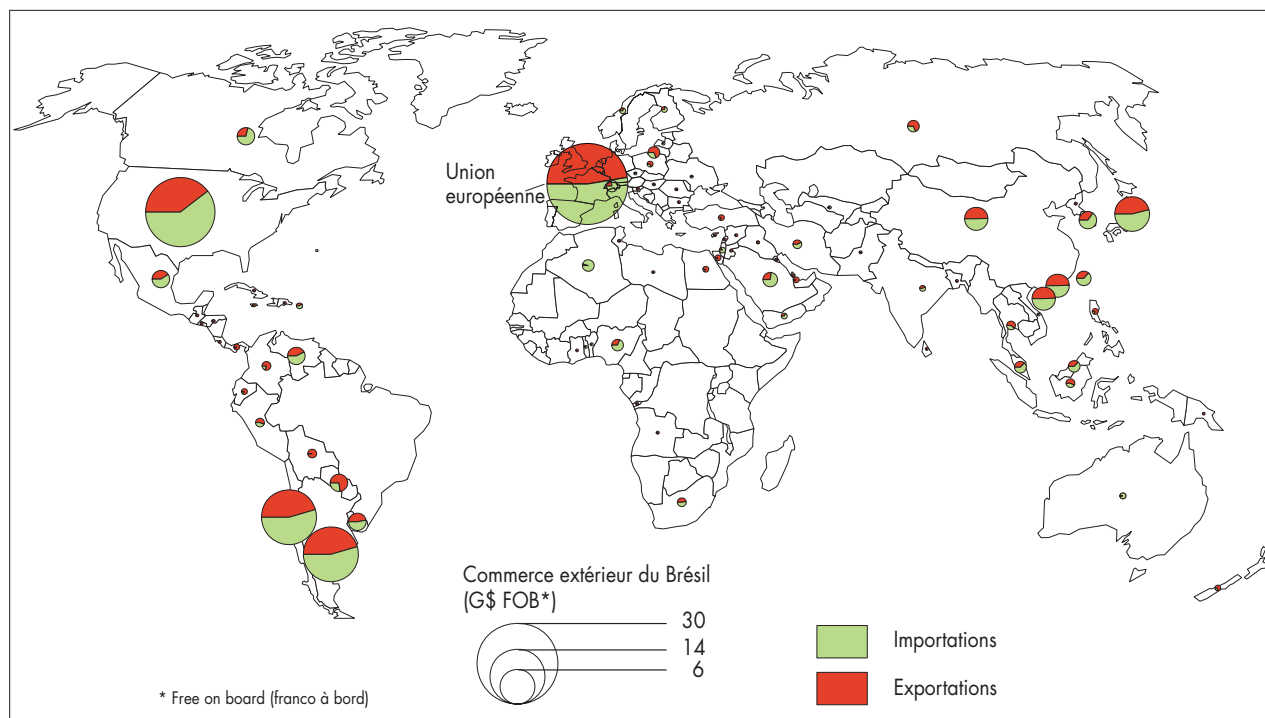 Union
européenne
Commerce extérieur du Brésil
(G$ FOB*)
30
14
6
Importations
Exportations
* Free on board (franco à bord)